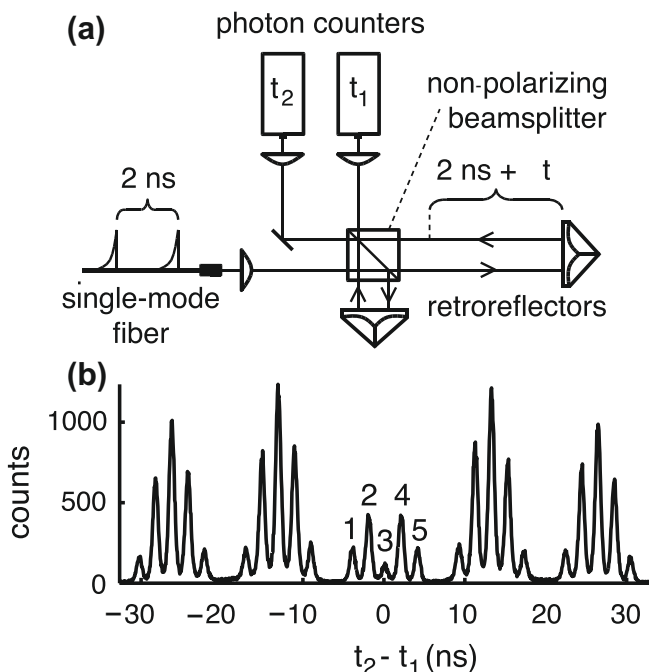 (a)
photon counters
t2
t1
non-polarizing
beamsplitter
2 ns
2 ns + t
single-mode
fiber
retroreflectors
(b)
counts
1000
500
0
1
2
3
4
5
−30
−20
−10
0
10
20
30
t2 - t1 (ns)